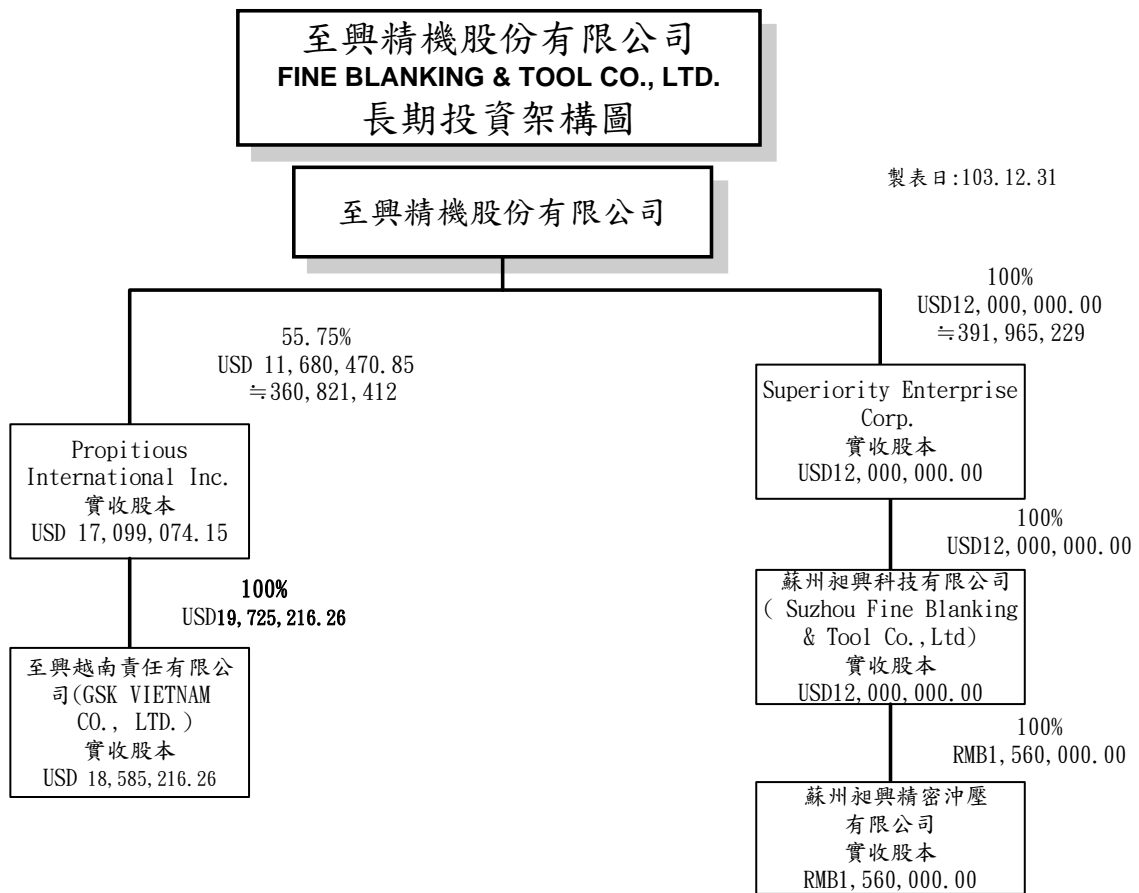 至興精機股份有限公司
FINE BLANKING & TOOL CO., LTD.
長期投資架構圖
製表日:103.12.31
至興精機股份有限公司
55.75%
USD 11,680,470.85
≒360,821,412
Propitious
International Inc.
實收股本
USD 17,099,074.15
100%
USD19,725,216.26
至興越南責任有限公
司(GSK VIETNAM
CO., LTD.)
實收股本
USD 18,585,216.26
100%
USD12,000,000.00
≒391,965,229
Superiority Enterprise
Corp.
實收股本
USD12,000,000.00
100%
USD12,000,000.00
蘇州昶興科技有限公司
( Suzhou Fine Blanking
& Tool Co.,Ltd)
實收股本
USD12,000,000.00
100%
RMB1,560,000.00
蘇州昶興精密沖壓
有限公司
實收股本
RMB1,560,000.00